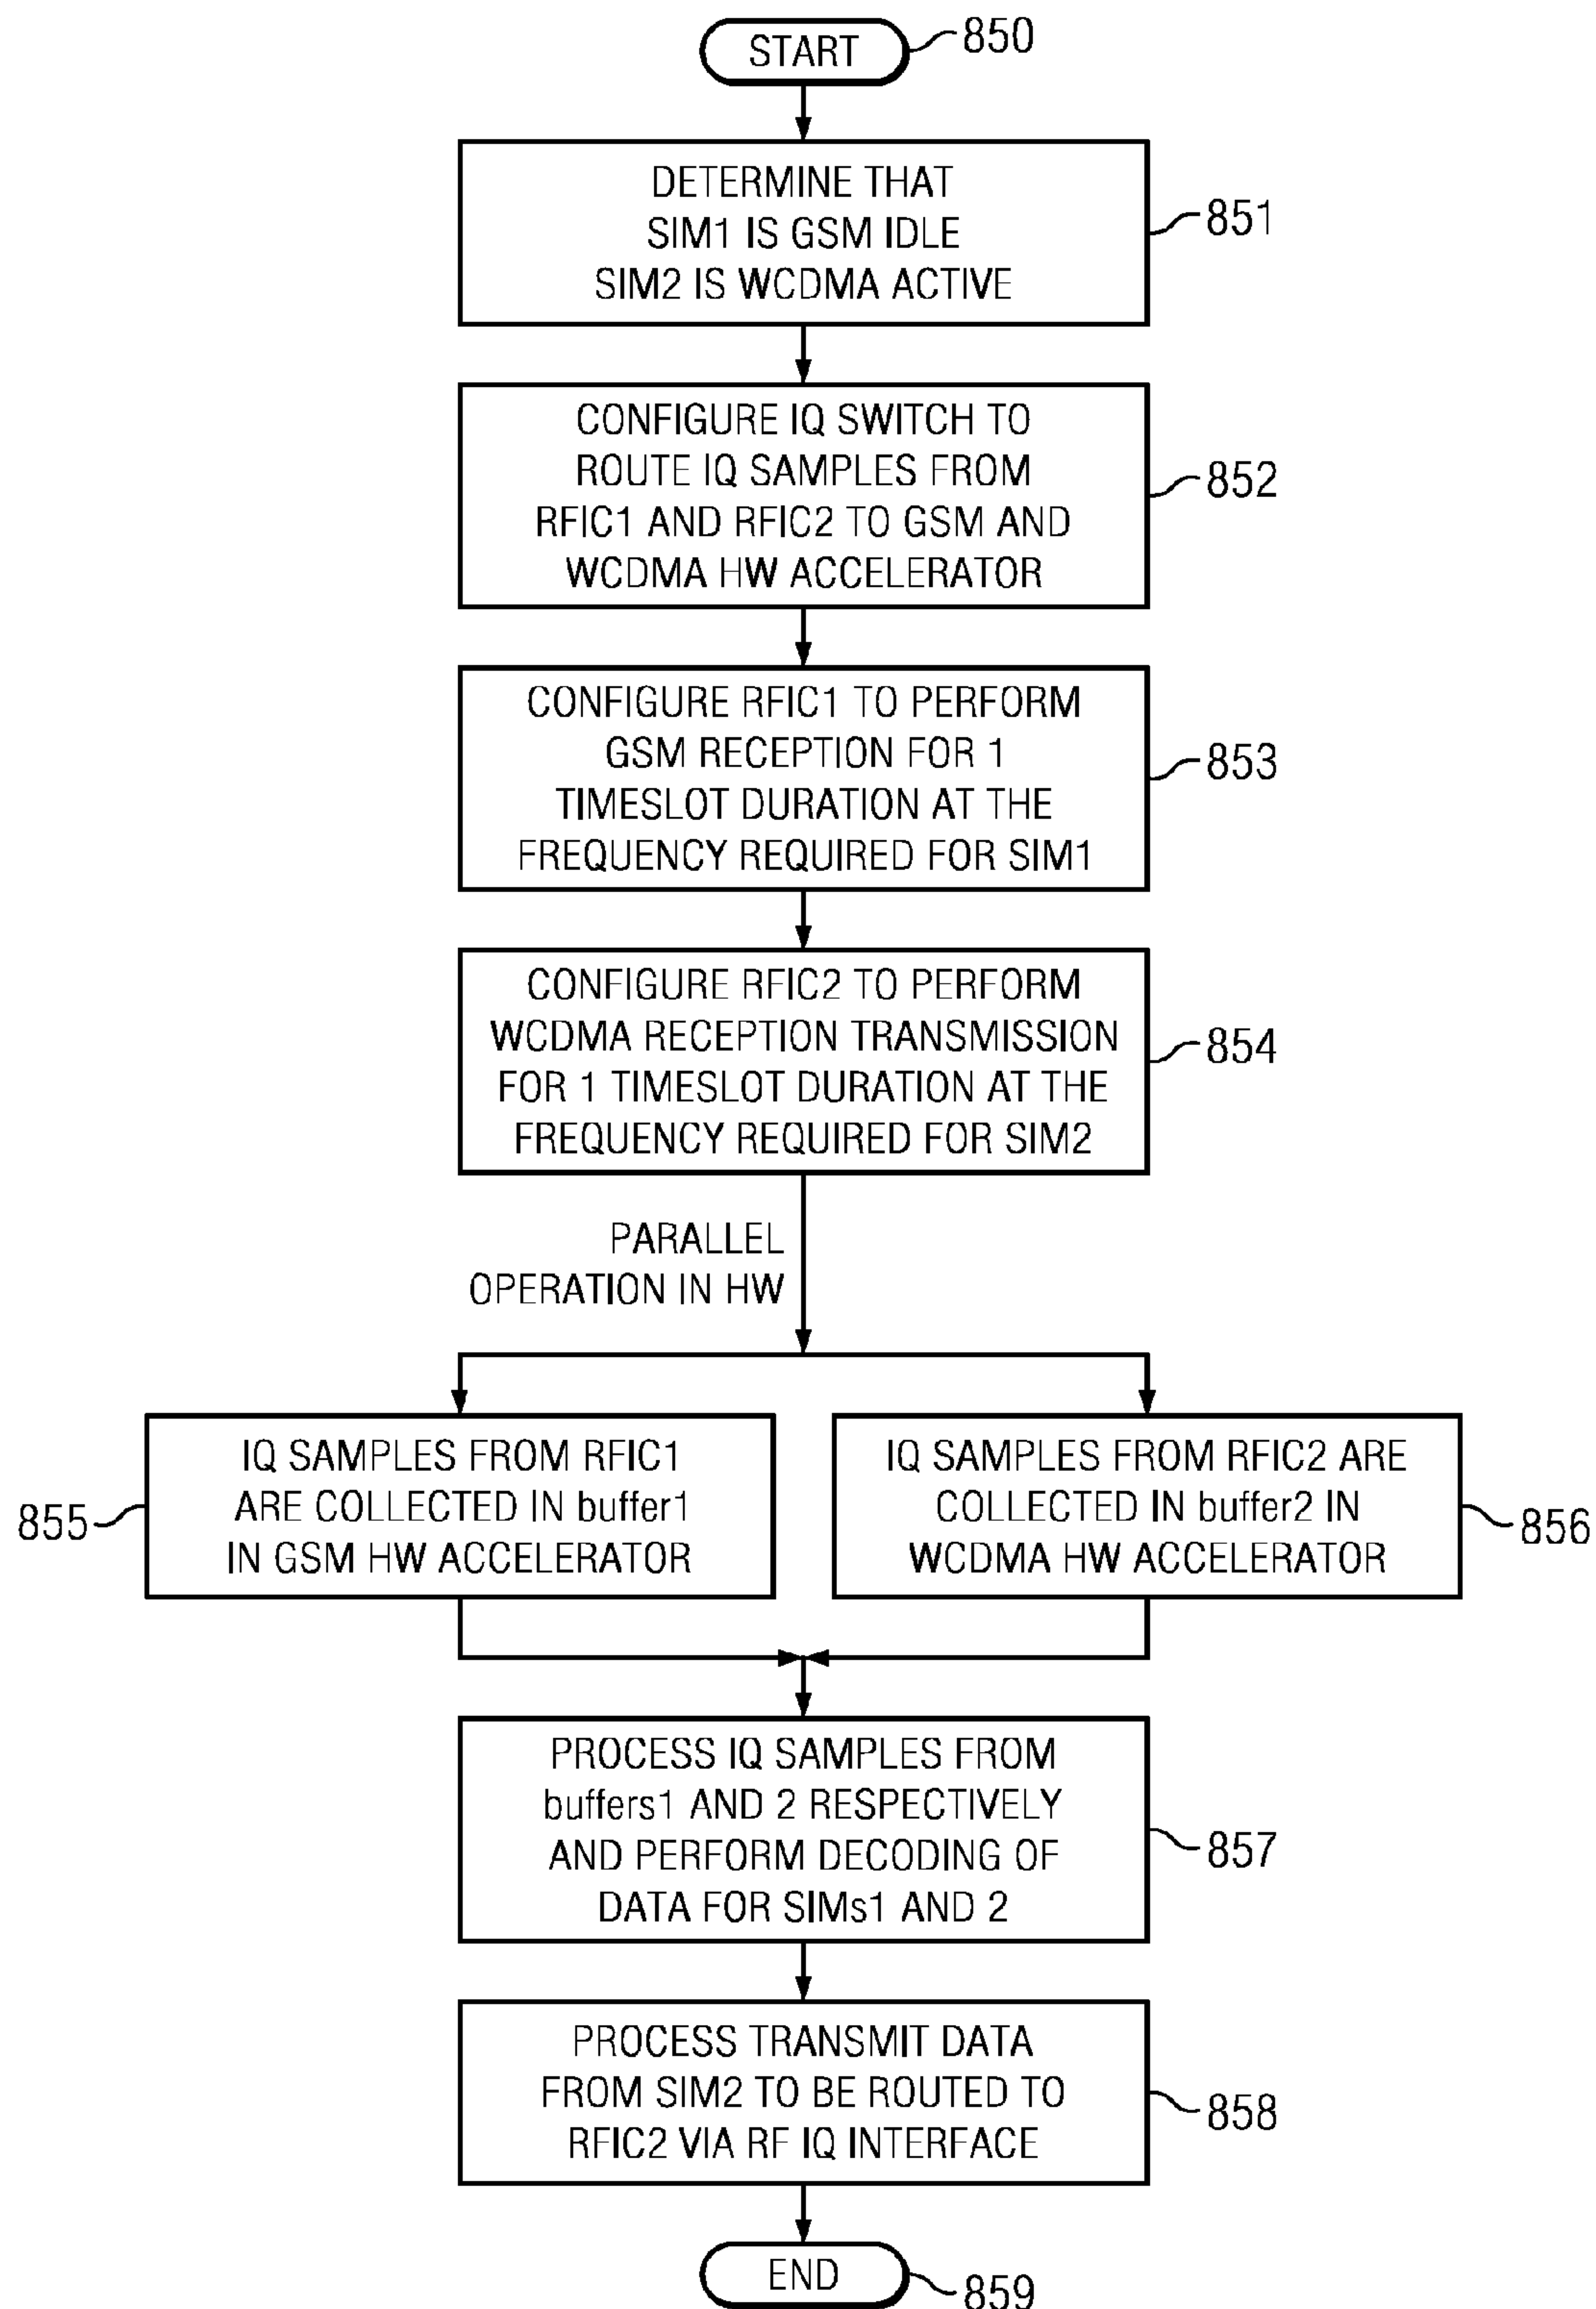 START
850
DETERMINE THAT
SIM1 IS GSM IDLE
SIM2 IS WCDMA ACTIVE
851
CONFIGURE IQ SWITCH TO
ROUTE IQ SAMPLES FROM
RFIC1 AND RFIC2 TO GSM AND
WCDMA HW ACCELERATOR
852
CONFIGURE RFIC1 TO PERFORM
GSM RECEPTION FOR 1
TIMESLOT DURATION AT THE
FREQUENCY REQUIRED FOR SIM1
853
CONFIGURE RFIC2 TO PERFORM
WCDMA RECEPTION TRANSMISSION
FOR 1 TIMESLOT DURATION AT THE
FREQUENCY REQUIRED FOR SIM2
854
PARALLEL
OPERATION IN HW
IQ SAMPLES FROM RFIC1
ARE COLLECTED IN buffer1
IN GSM HW ACCELERATOR
855
IQ SAMPLES FROM RFIC2 ARE
COLLECTED IN buffer2 IN
WCDMA HW ACCELERATOR
856
PROCESS IQ SAMPLES FROM
buffers1 AND 2 RESPECTIVELY
AND PERFORM DECODING OF
DATA FOR SIMs1 AND 2
857
PROCESS TRANSMIT DATA
FROM SIM2 TO BE ROUTED TO
RFIC2 VIA RF IQ INTERFACE
858
END
859